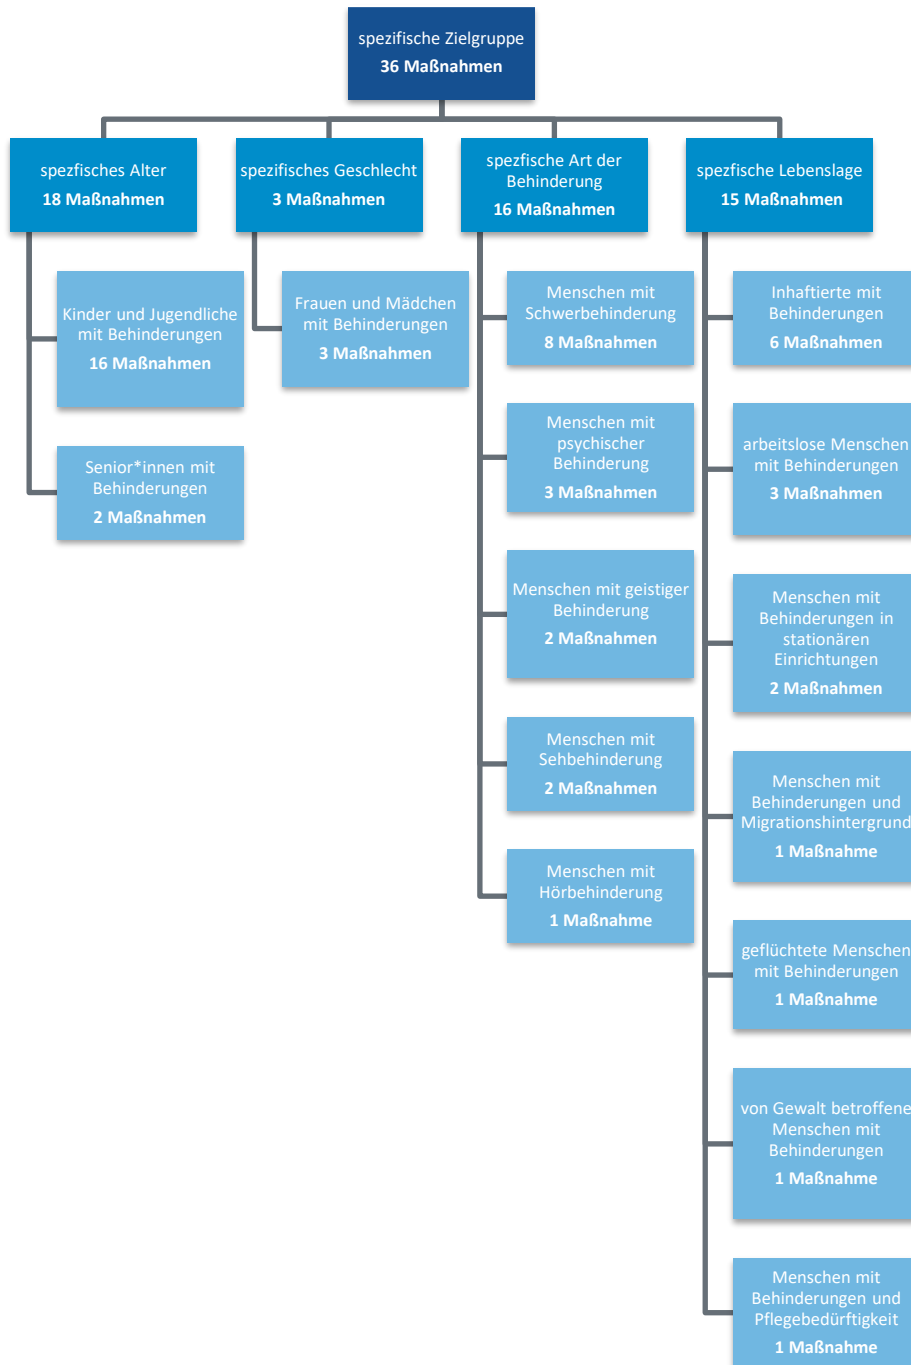 spezifische Zielgruppe
36 Maßnahmen
spezfisches Alter
18 Maßnahmen
Kinder und Jugendliche
mit Behinderungen
16 Maßnahmen
Senior*innen mit
Behinderungen
2 Maßnahmen
spezifisches Geschlecht
3 Maßnahmen
Frauen und Mädchen
mit Behinderungen
3 Maßnahmen
spezfische Art der
Behinderung
16 Maßnahmen
Menschen mit
Schwerbehinderung
8 Maßnahmen
Menschen mit
psychischer
Behinderung
3 Maßnahmen
Menschen mit geistiger
Behinderung
2 Maßnahmen
Menschen mit
Sehbehinderung
2 Maßnahmen
Menschen mit
Hörbehinderung
1 Maßnahme
spezfische Lebenslage
15 Maßnahmen
Inhaftierte mit
Behinderungen
6 Maßnahmen
arbeitslose Menschen
mit Behinderungen
3 Maßnahmen
Menschen mit
Behinderungen in
stationären
Einrichtungen
2 Maßnahmen
Menschen mit
Behinderungen und
Migrationshintergrund
1 Maßnahme
geflüchtete Menschen
mit Behinderungen
1 Maßnahme
von Gewalt betroffene
Menschen mit
Behinderungen
1 Maßnahme
Menschen mit
Behinderungen und
Pflegebedürftigkeit
1 Maßnahme